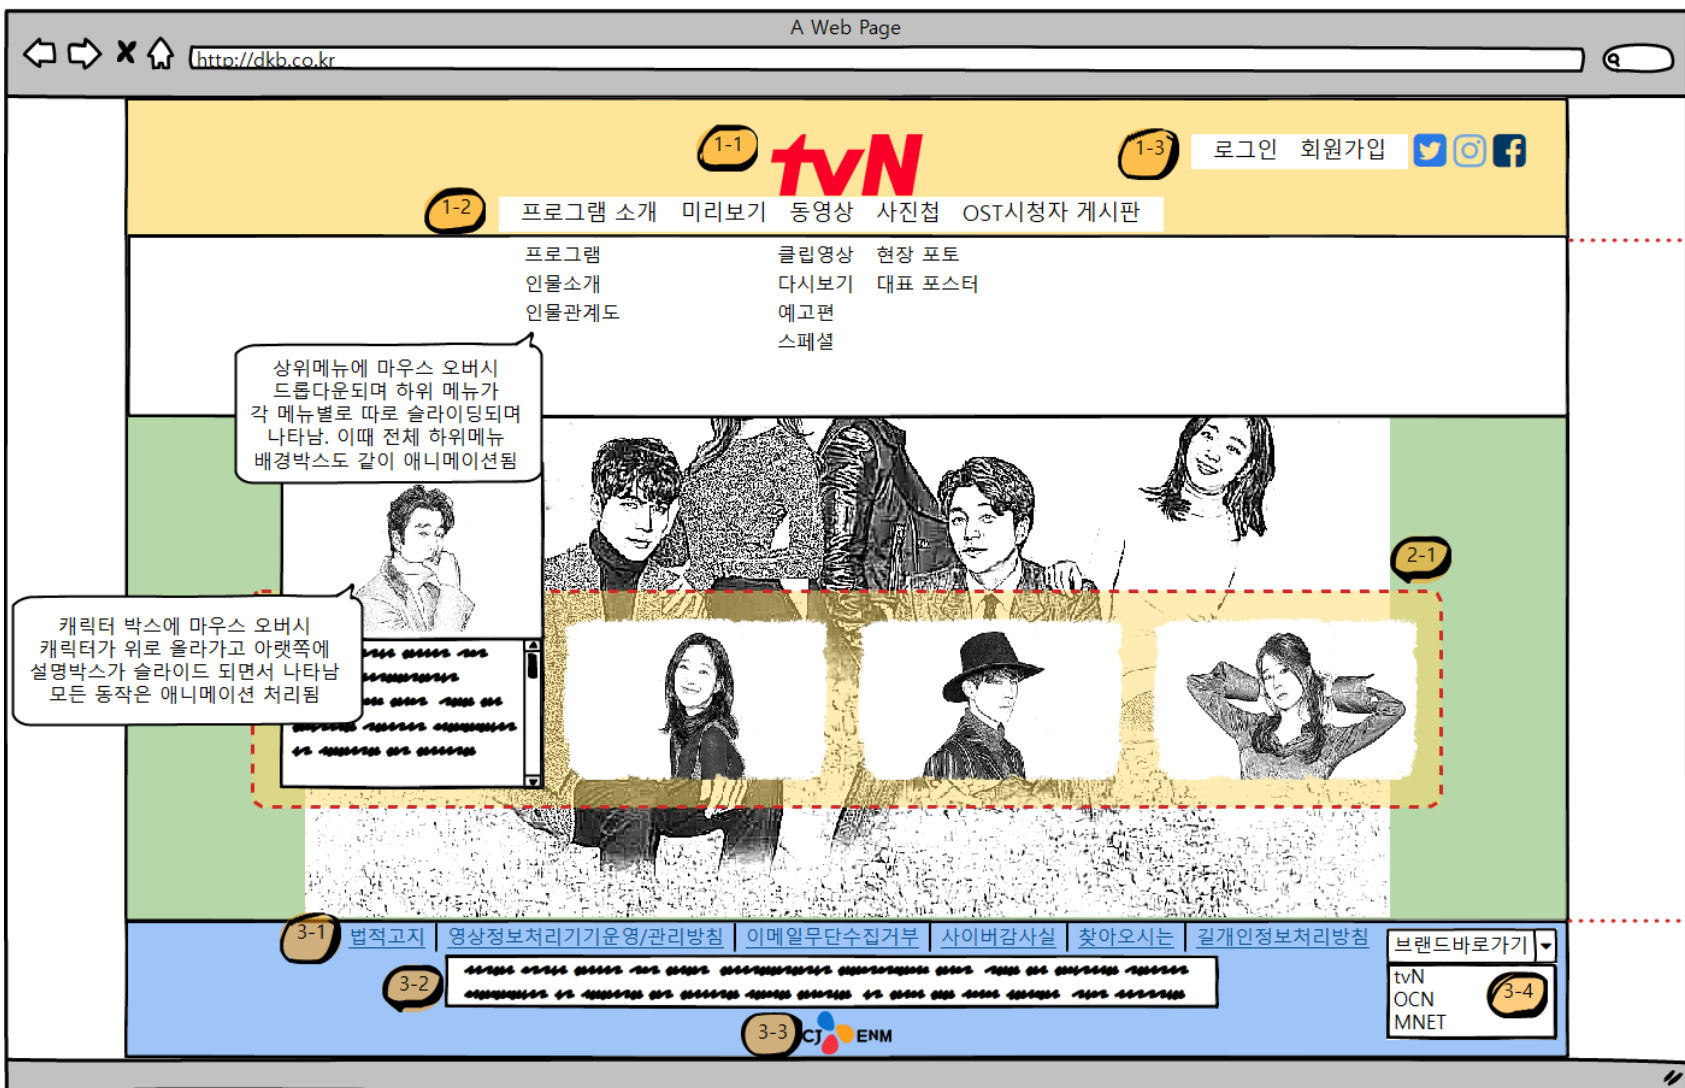 A Web Page
http://dkb.co.kr
1-1
tvN
1-3
로그인 회원가입
1-2
프로그램 소개 미리보기 동영상 사진첩 OST시청자 게시판
프로그램
인물소개
인물관계도
클립영상
다시보기
예고편
스페셜
현장 포토
대표 포스터
상위메뉴에 마우스 오버시
드롭다운되며 하위 메뉴가
각 메뉴별로 따로 슬라이딩되며
나타남. 이때 전체 하위메뉴
배경박스도 같이 애니메이션됨
2-1
캐릭터 박스에 마우스 오버시
캐릭터가 위로 올라가고 아랫쪽에
설명박스가 슬라이드 되면서 나타남
모든 동작은 애니메이션 처리됨
3-1
법적고지 영상정보처리기기운영/관리방침 이메일무단수집거부 사이버감사실 찾아오시는 길개인정보처리방침
브랜드바로가기
tvN
OCN
MNET
3-4
3-2
3-3
CJ ENM